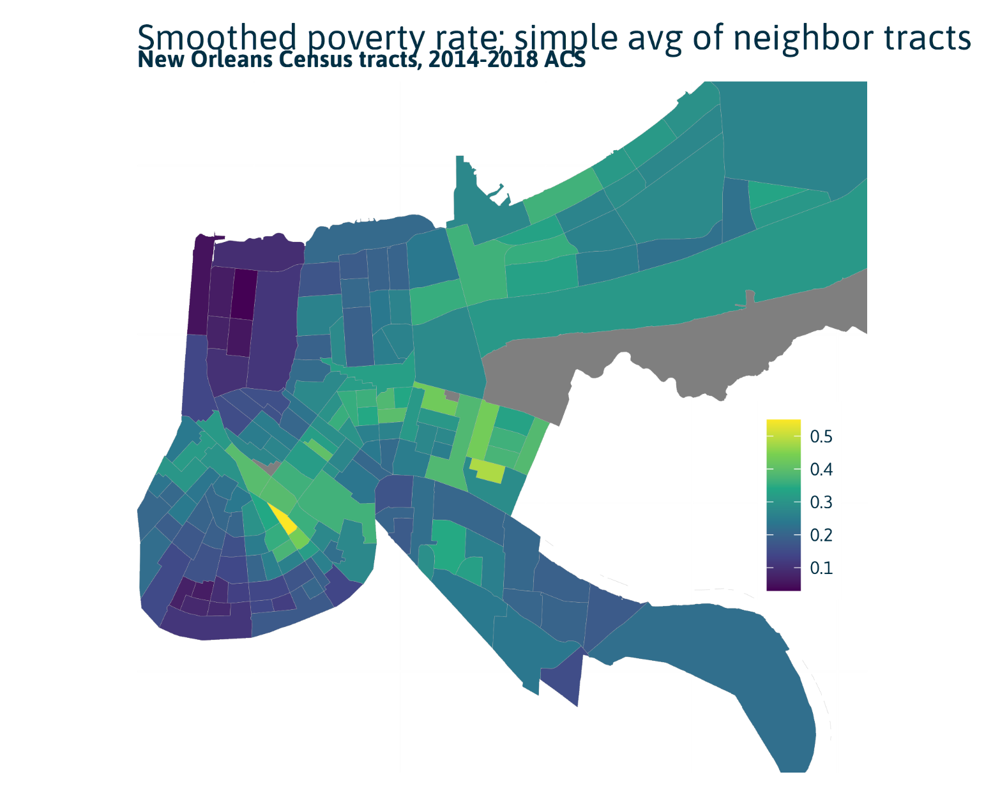 Smoothed poverty rate; simple avg of neighbor tracts
New Orleans Census tracts, 2014-2018 ACS
0.5
0.4
0.3
0.2
0.1